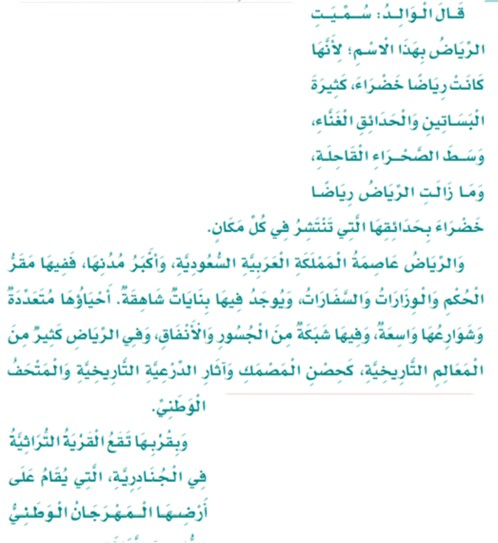 قَالَ الْوَالِدُ: سُمِّيَتِ
الرِّيَاضُ بِهَذَا الْاسْمِ؛ لِأَنَّهَا
كَانَتْ رِيَاضًا خَضْرَاءَ، كَثِيرَةَ
الْبَسَاتِينِ وَالْحَدَائِقِ الْغَنَّاءِ،
وَسَطَ الصَّحْرَاءِ الْقَاحِلَةِ،
وَمَا زَالَتِ الرِّيَاضُ رِيَاضًا
خَضْرَاءَ بِحَدَائِقِهَا الَّتِي تَنْتَشِرُ فِي كُلِّ مَكَانٍ.
وَالرِّيَاضُ عَاصِمَةُ الْمَمْلَكَةِ الْعَرَبِيَّةِ السُّعُودِيَّةِ، وَأَكْبَرُ مُدُنِهَا، فَفِيهَا مَقَرُّ
الْحُكْمِ وَالْوِزَارَاتُ وَالسَّفَارَاتُ، وَيُوجَدُ فِيهَا بِنَايَاتٌ شَاهِقَةٌ. أَحْيَاؤُهَا مُتَعَدِّدَةٌ
وَشَوَارِعُهَا وَاسِعَةٌ، وَفِيهَا شَبَكَةٌ مِنَ الْجُسُورِ وَالْأَنْفَاقِ، وَفِي الرِّيَاضِ كَثِيرٌ مِنَ
الْمَعَالِمِ التَّارِيخِيَّةِ، كَحِصْنِ الْمَصْمَكِ وَآثَارِ الدِّرْعِيَّةِ التَّارِيخِيَّةِ وَالْمَتْحَفُ
الْوَطَنِيِّ.
وَبِقُرْبِهَا تَقَعُ الْقَرْيَةُ التُّرَاثِيَّةُ
فِي الْجُنَادِرِيَّةِ، الَّتِي يُقَامُ عَلَى
أَرْضِهَا الْمَهْرَجَانُ الْوَطَنِيُّ